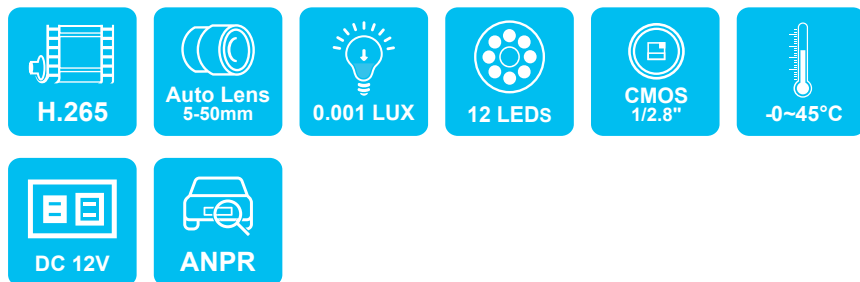 H.265
Auto Lens
5-50mm
0.001 LUX
12 LEDs
CMOS
1/2.8"
-0~45°C
DC 12V
ANPR